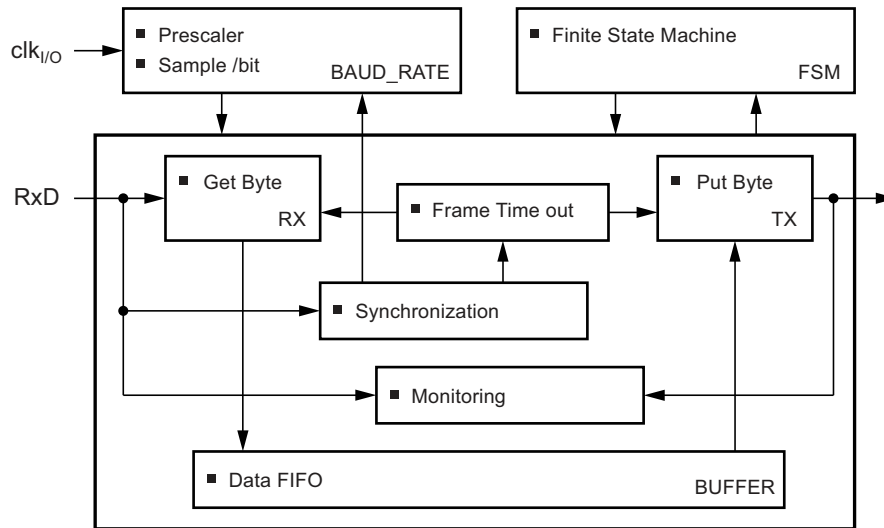 clkI/O
Prescaler
Sample /bit
BAUD_RATE
Finite State Machine
FSM
RxD
Get Byte
RX
Frame Time out
Put Byte
TX
Synchronization
Monitoring
Data FIFO
BUFFER